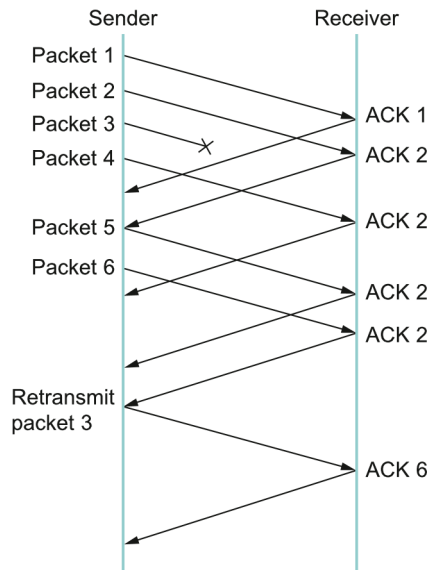 Sender
Receiver
Packet 1
Packet 2
Packet 3
Packet 4
Packet 5
Packet 6
Retransmit
packet 3
ACK 1
ACK 2
ACK 2
ACK 2
ACK 2
ACK 6